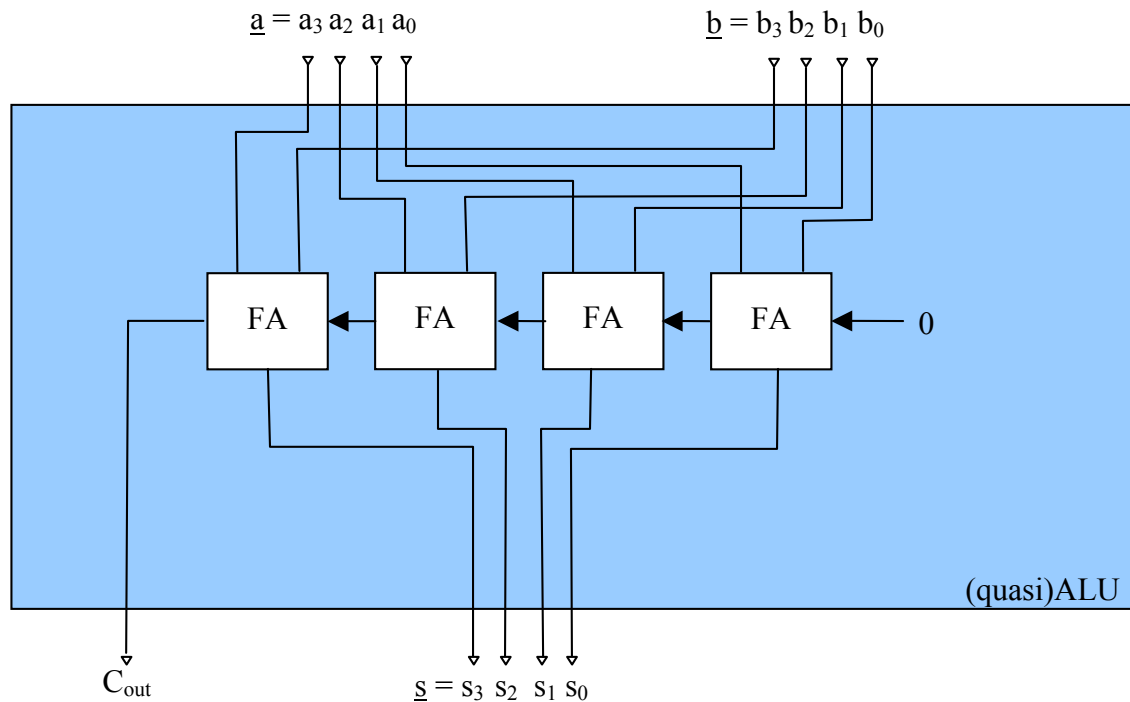 a = a₃ a₂ a₁ a₀
b = b₃ b₂ b₁ b₀
FA FA FA FA 0
(quasi)ALU
Cout
s = s₃ s₂ s₁ s₀